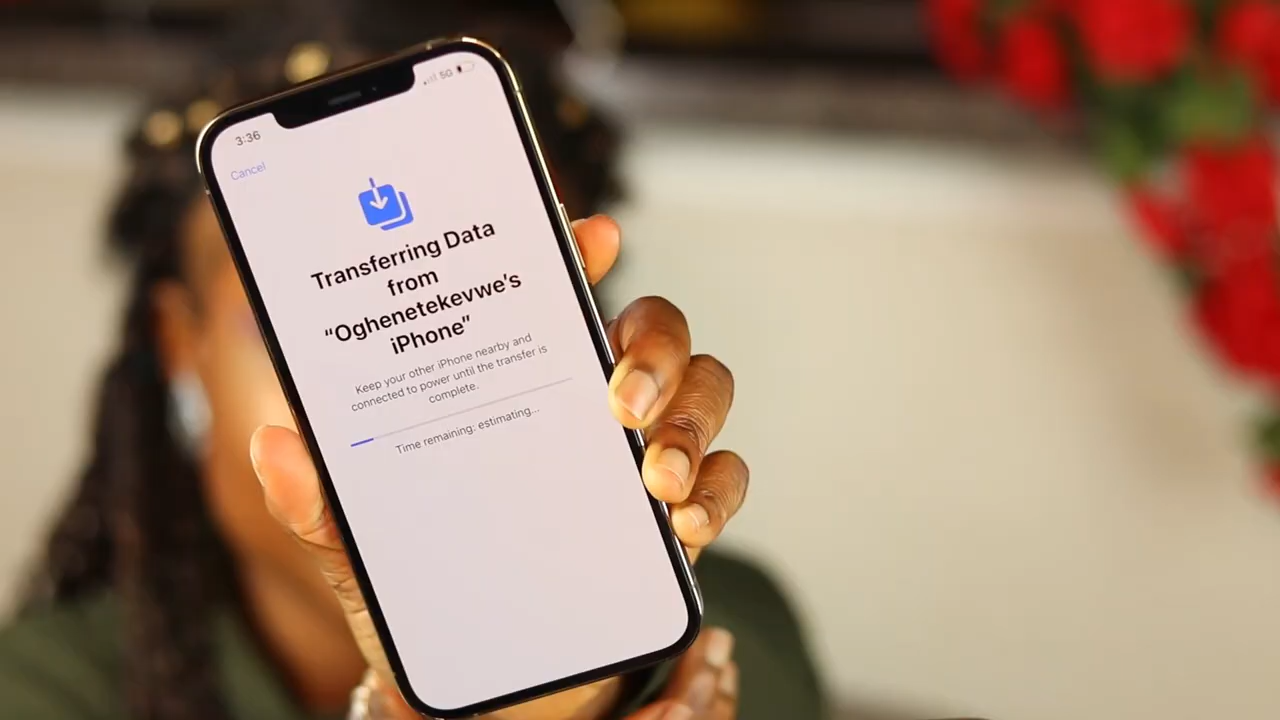 3:36
5G
Cancel
Transferring Data
from
“Oghenetekevwe’s
iPhone”
Keep your other iPhone nearby and
connected to power until the transfer is
complete.
Time remaining: estimating...